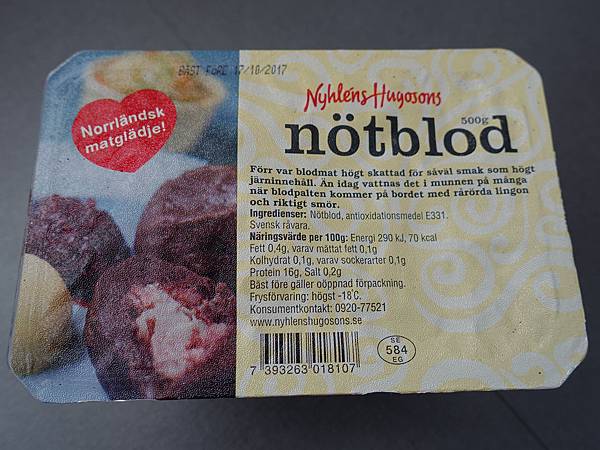 BÄST FÖRE 17/10/2017
Norrländsk
matglädje!
Nyhléns Hugosons
500g
nötblod
Förr var blodmat högt skattad för såväl smak som högt
järninnehåll. Än idag vattnas det i munnen på många
när blodpalten kommer på bordet med rårörda lingon
och riktigt smör.
Ingredienser: Nötblod, antioxidationsmedel E331.
Svensk råvara.
Näringsvärde per 100g: Energi 290 kJ, 70 kcal
Fett 0,4g, varav mättat fett 0,1g
Kolhydrat 0,1g, varav sockerarter 0,1g
Protein 16g, Salt 0,2g
Bäst före gäller oöppnad förpackning.
Frysförvaring: högst -18°C.
Konsumentkontakt: 0920-77521
www.nyhlenshugosons.se
7 393263 018107
SE
584
EG